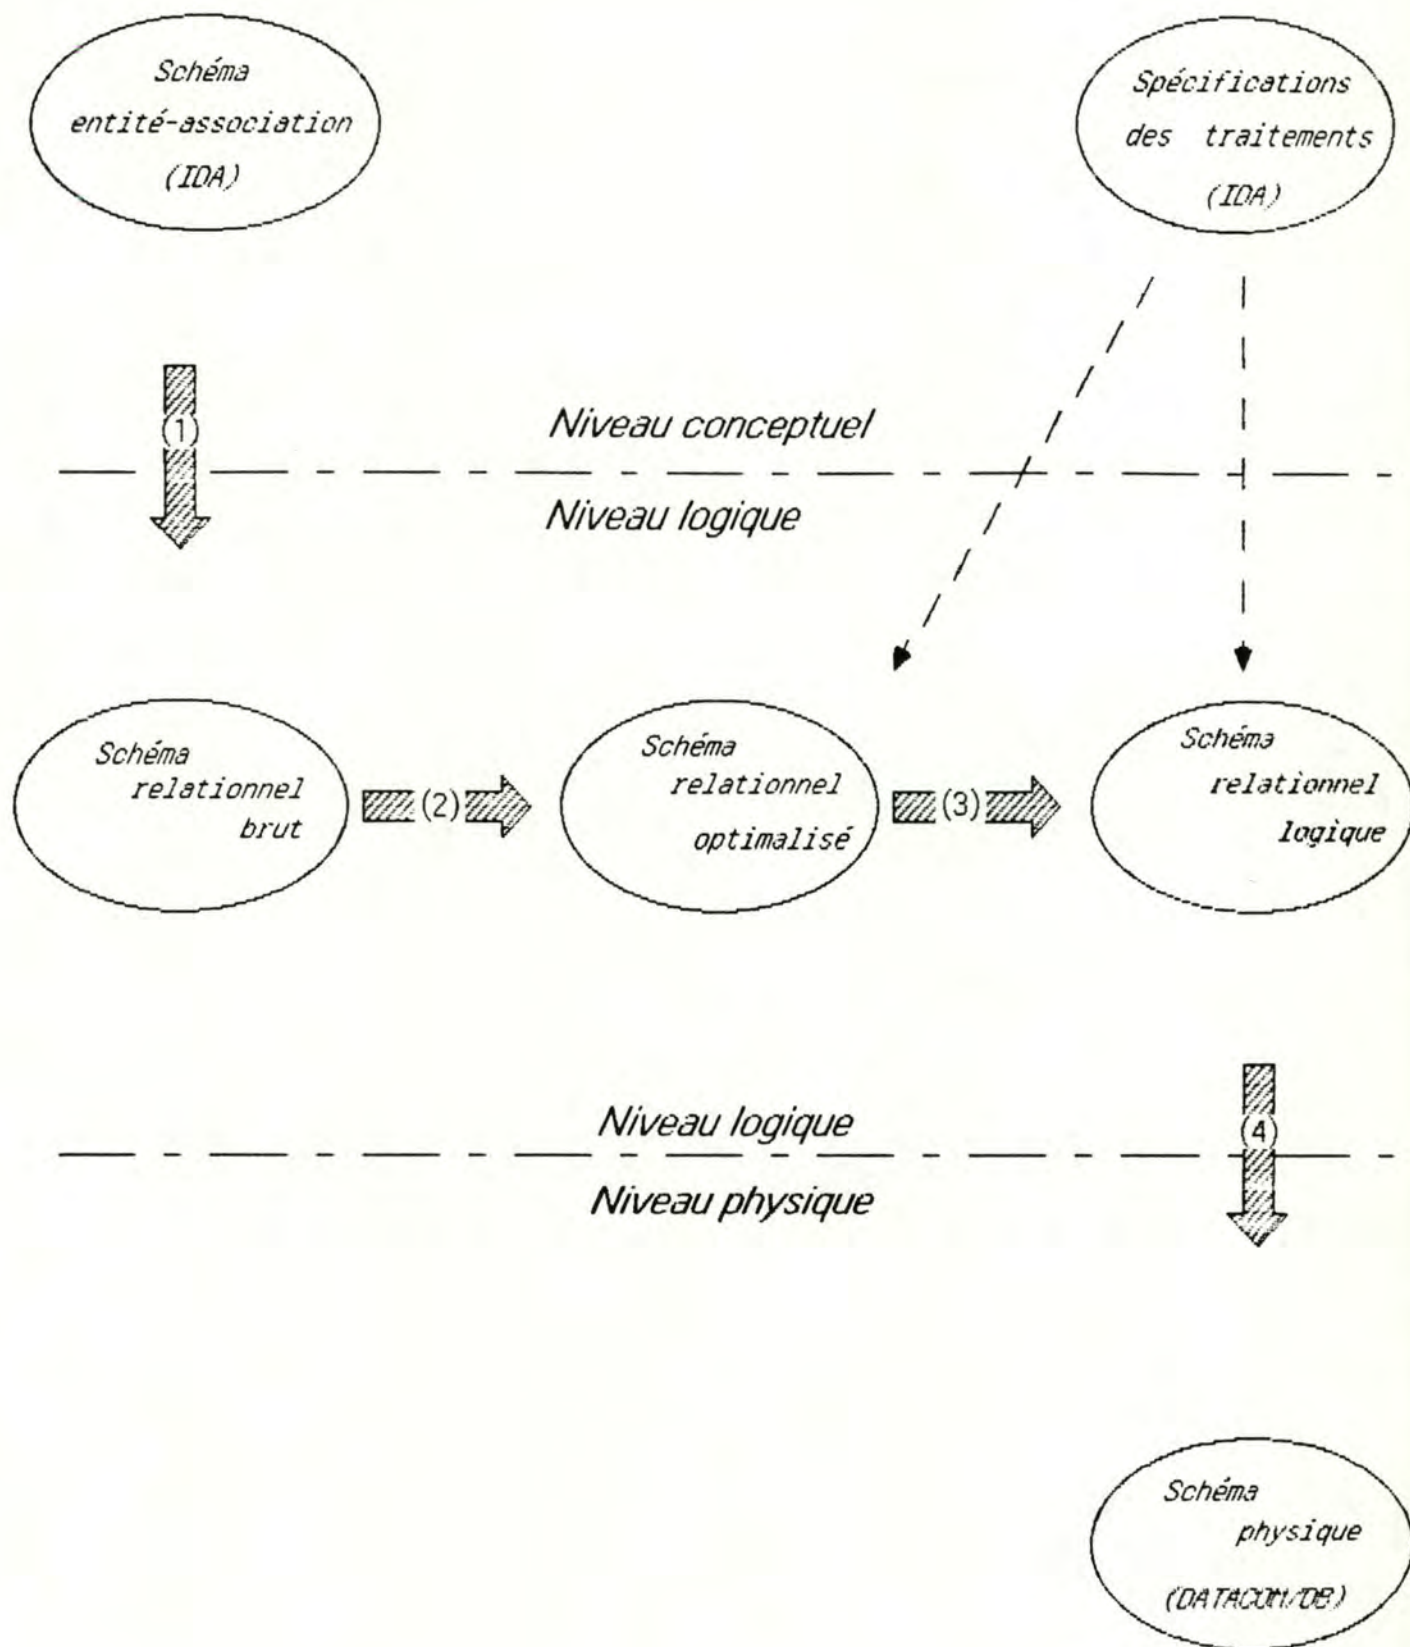 Schéma
entité-association
(IDA)
Spécifications
des traitements
(IDA)
(1)
Niveau conceptuel
Niveau logique
Schéma
relationnel
brut
(2)
Schéma
relationnel
optimalisé
(3)
Schéma
relationnel
logique
Niveau logique
(4)
Niveau physique
Schéma
physique
(DATACOM/DB)